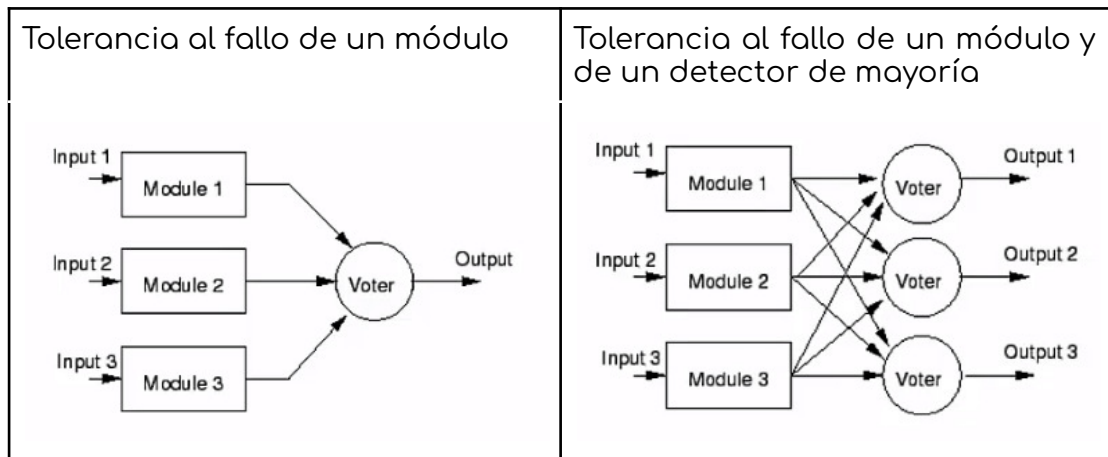 Tolerancia al fallo de un módulo
Tolerancia al fallo de un módulo y
de un detector de mayoría
Input 1
Module 1
Input 2
Module 2
Input 3
Module 3
Voter
Output
Input 1
Module 1
Input 2
Module 2
Input 3
Module 3
Voter
Output 1
Voter
Output 2
Voter
Output 3